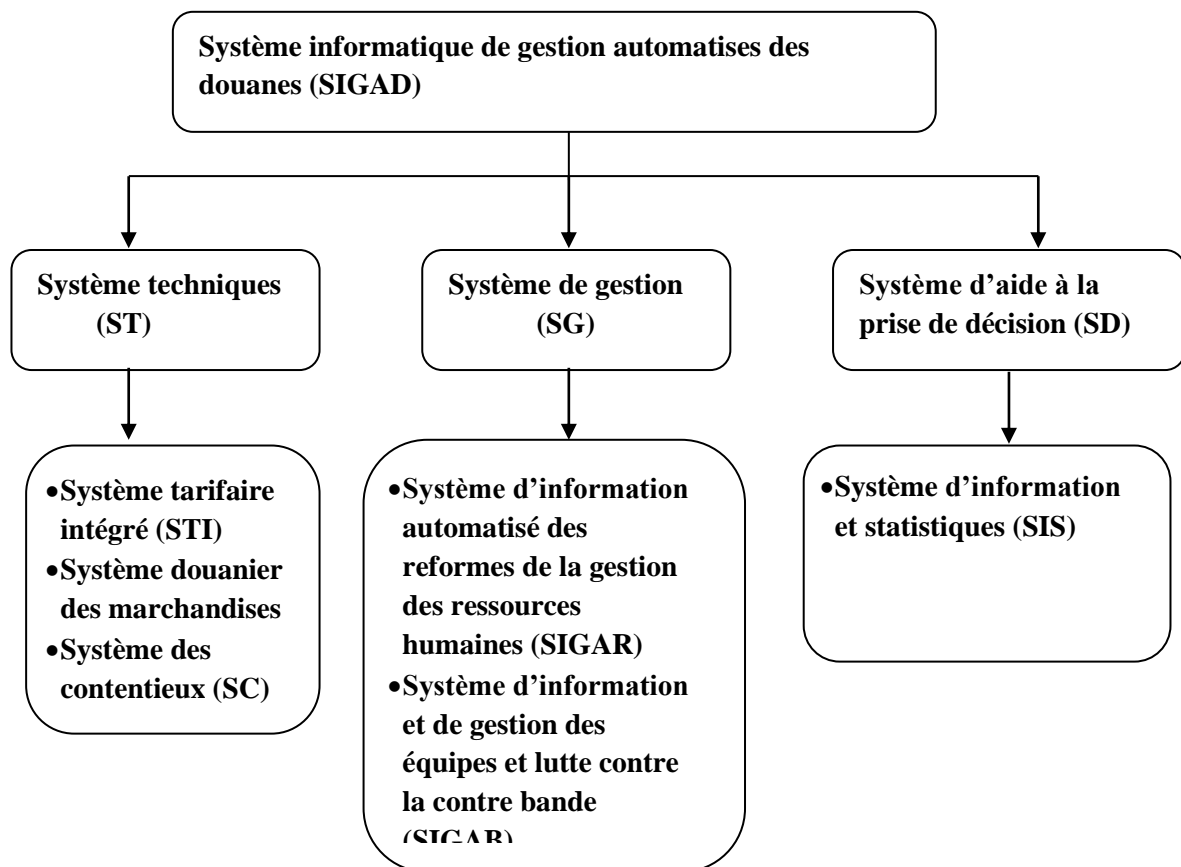 Système informatique de gestion automatises des
douanes (SIGAD)
Système techniques
(ST)
Système de gestion
(SG)
Système d’aide à la
prise de décision (SD)
•Système tarifaire
intégré (STI)
•Système douanier
des marchandises
•Système des
contentieux (SC)
•Système d’information
automatisé des
reformes de la gestion
des ressources
humaines (SIGAR)
•Système d’information
et de gestion des
équipes et lutte contre
la contre bande
•Système d’information
et statistiques (SIS)